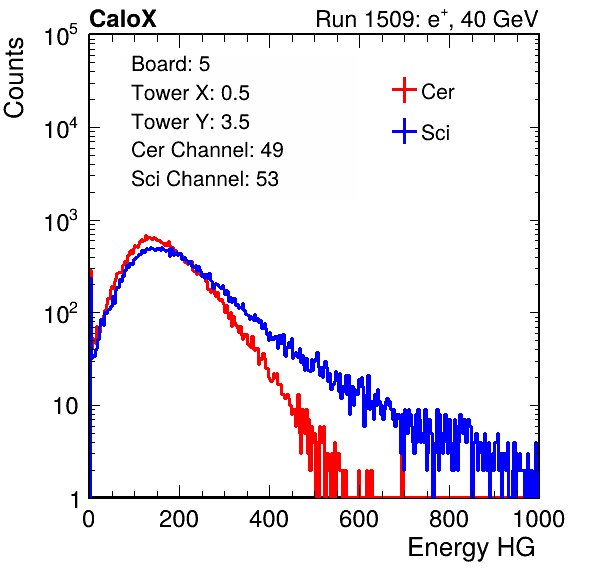 CaloX Run 1509: e⁺, 40 GeV
Counts
10⁵
10⁴
10³
10²
10
1
Board: 5
Tower X: 0.5
Tower Y: 3.5
Cer Channel: 49
Sci Channel: 53
Cer
Sci
0 200 400 600 800 1000
Energy HG